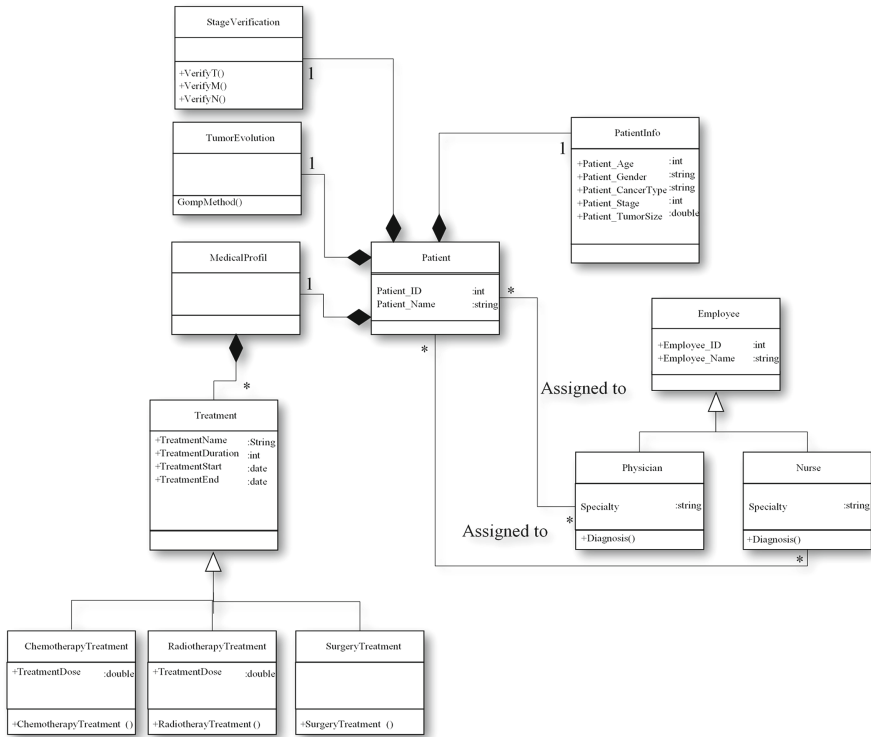 StageVerification
+VerifyT()
+VerifyM()
+VerifyN()
1
TumorEvolution
GompMethod()
1
PatientInfo
+Patient_Age :int
+Patient_Gender :string
+Patient_CancerType :string
+Patient_Stage :int
+Patient_TumorSize :double
1
MedicalProfil
1
*
Patient
Patient_ID :int
Patient_Name :string
*
*
Employee
+Employee_ID :int
+Employee_Name :string
Assigned to
Treatment
+TreatmentName :String
+TreatmentDuration :int
+TreatmentStart :date
+TreatmentEnd :date
Physician
Specialty :string
+Diagnosis()
*
Nurse
Specialty :string
+Diagnosis()
*
Assigned to
ChemotherapyTreatment
+TreatmentDose :double
+ChemotherapyTreatment ()
RadiotherapyTreatment
+TreatmentDose :double
+RadiotherayTreatment ()
SurgeryTreatment
+SurgeryTreatment ()